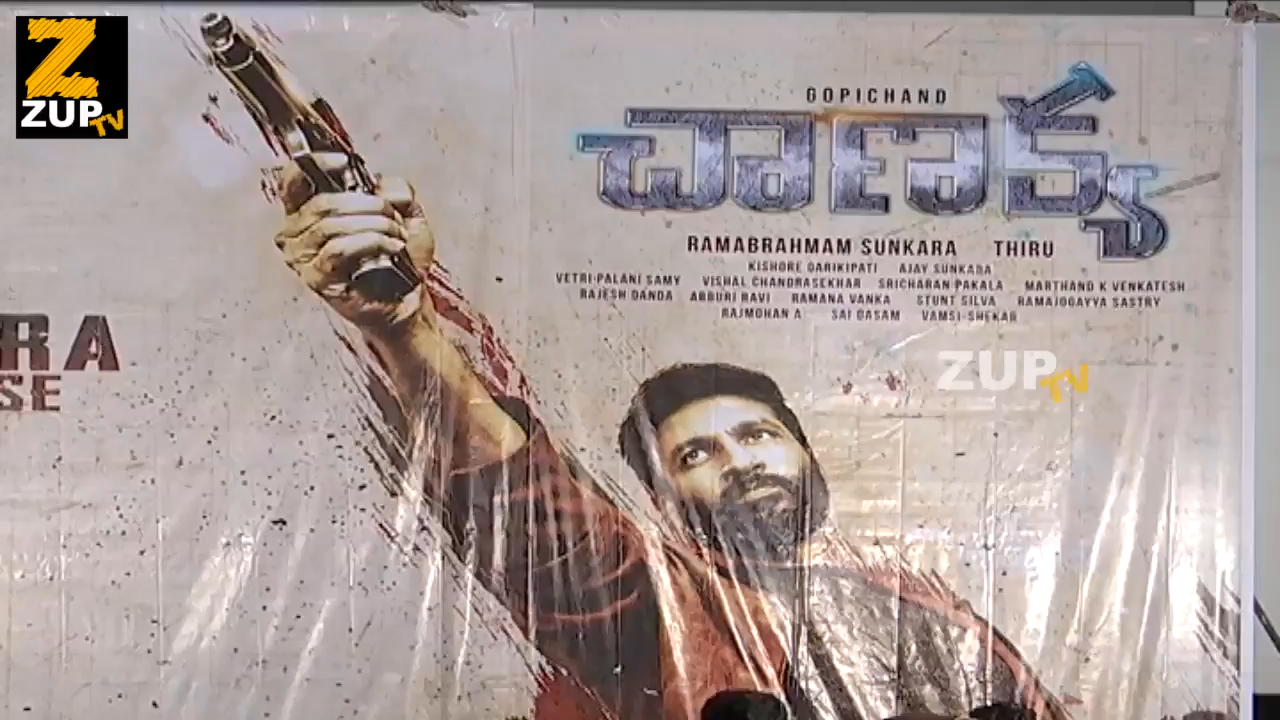 Z
ZUP TV
GOPICHAND
చాణక్య
RAMABRAHMAM SUNKARA THIRU
KISHORE GARIKIPATI AJAY SUNKARA
VETRI-PALANI SAMY VISHAL CHANDRASEKHAR SRICHARAN PAKALA MARTHAND K VENKATESH
RAJESH DANDA ABBURI RAVI RAMANA VANKA STUNT SILVA RAMAJOGAYYA SASTRY
RAJMOHAN A SAI DASAM VAMSI-SHEKAR
RA
SE
ZUP TV